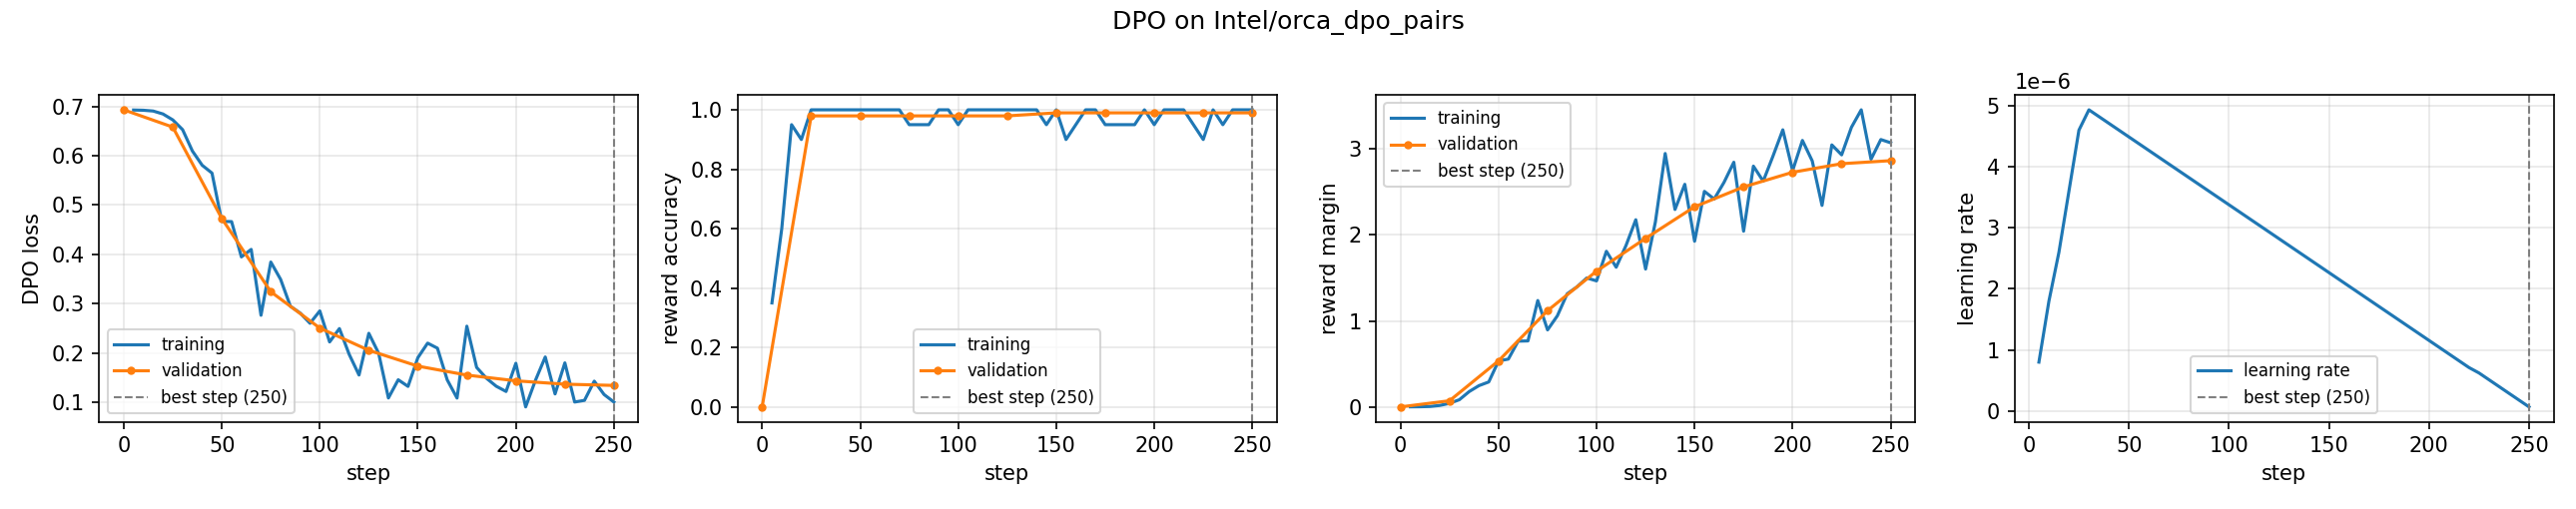 DPO on Intel/orca_dpo_pairs
DPO loss
0.7
0.6
0.5
0.4
0.3
0.2
0.1
training
validation
best step (250)
0 50 100 150 200 250
step
reward accuracy
1.0
0.8
0.6
0.4
0.2
0.0
training
validation
best step (250)
0 50 100 150 200 250
step
reward margin
3
2
1
0
training
validation
best step (250)
0 50 100 150 200 250
step
1e−6
learning rate
5
4
3
2
1
0
learning rate
best step (250)
0 50 100 150 200 250
step